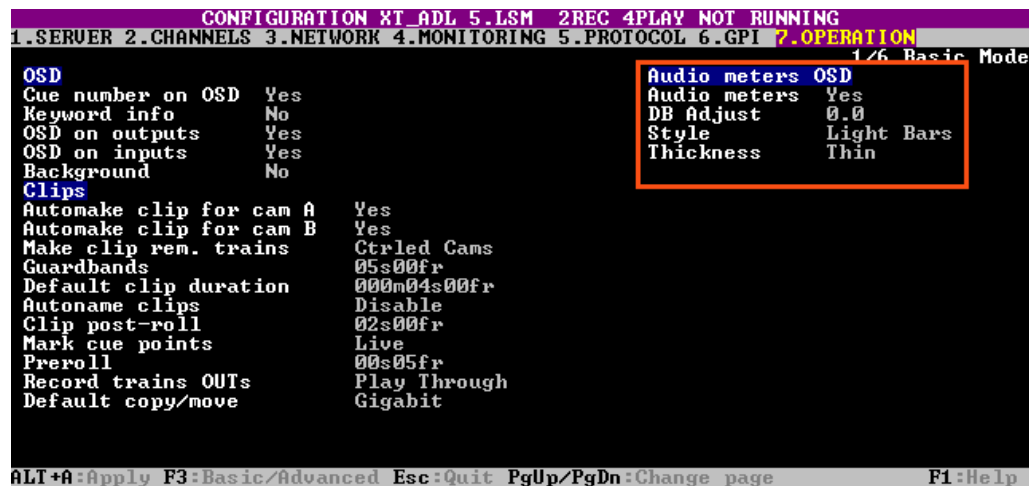 CONFIGURATION XT_ADL 5.LSM 2REC 4PLAY NOT RUNNING
1.SERVER 2.CHANNELS 3.NETWORK 4.MONITORING 5.PROTOCOL 6.GPI 7.OPERATION
1/6 Basic Mode
OSD
Cue number on OSD Yes
Keyword info No
OSD on outputs Yes
OSD on inputs Yes
Background No
Clips
Automake clip for cam A Yes
Automake clip for cam B Yes
Make clip rem. trains Ctrled Cams
Guardbands 05s00fr
Default clip duration 000m04s00fr
Autoname clips Disable
Clip post-roll 02s00fr
Mark cue points Live
Preroll 00s05fr
Record trains OUTs Play Through
Default copy/move Gigabit
Audio meters OSD
Audio meters Yes
DB Adjust 0.0
Style Light Bars
Thickness Thin
ALT+A:Apply F3:Basic/Advanced Esc:Quit PgUp/PgDn:Change page F1:Help